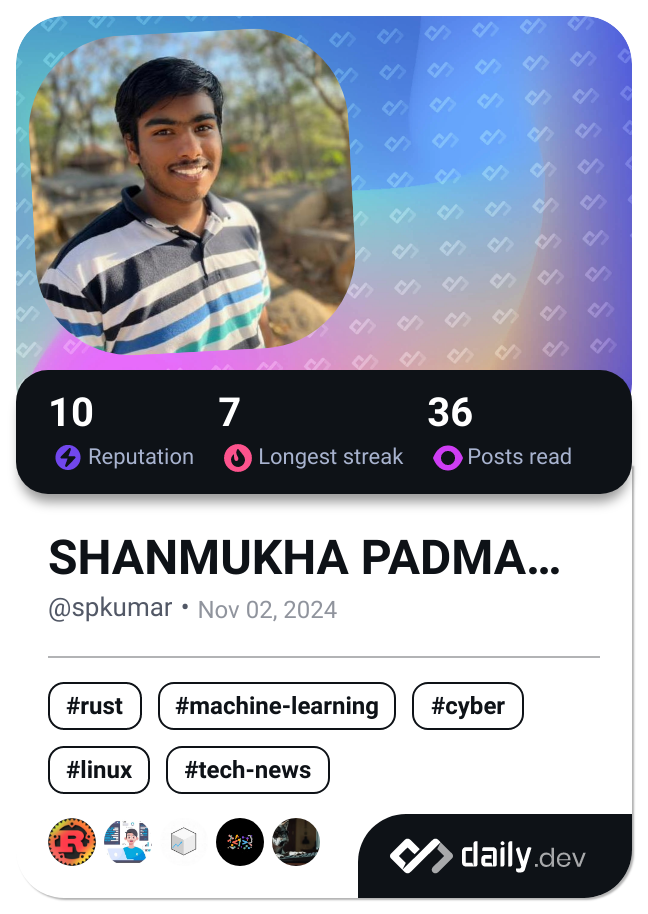 10 7 36
Reputation Longest streak Posts read
SHANMUKHA PADMA...
@spkumar • Nov 02, 2024
#rust #machine-learning #cyber
#linux #tech-news
R
daily.dev